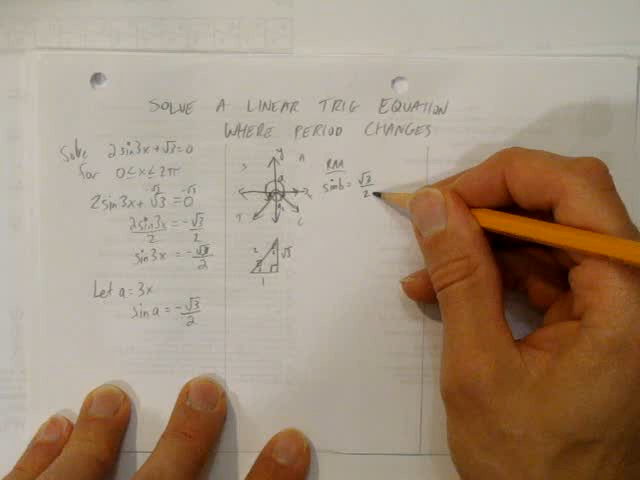 SOLVE A LINEAR TRIG EQUATION
WHERE PERIOD CHANGES
Solve 2sin3x + √3 = 0
for 0 ≤ x ≤ 2π
-√3 -√3
2sin3x + √3 = 0
2sin3x = -√3
2 2
sin3x = -√3/2
Let a = 3x
sin a = -√3/2
y
S A
x
T C
2 √3
1
RAA
sin b = √3/2